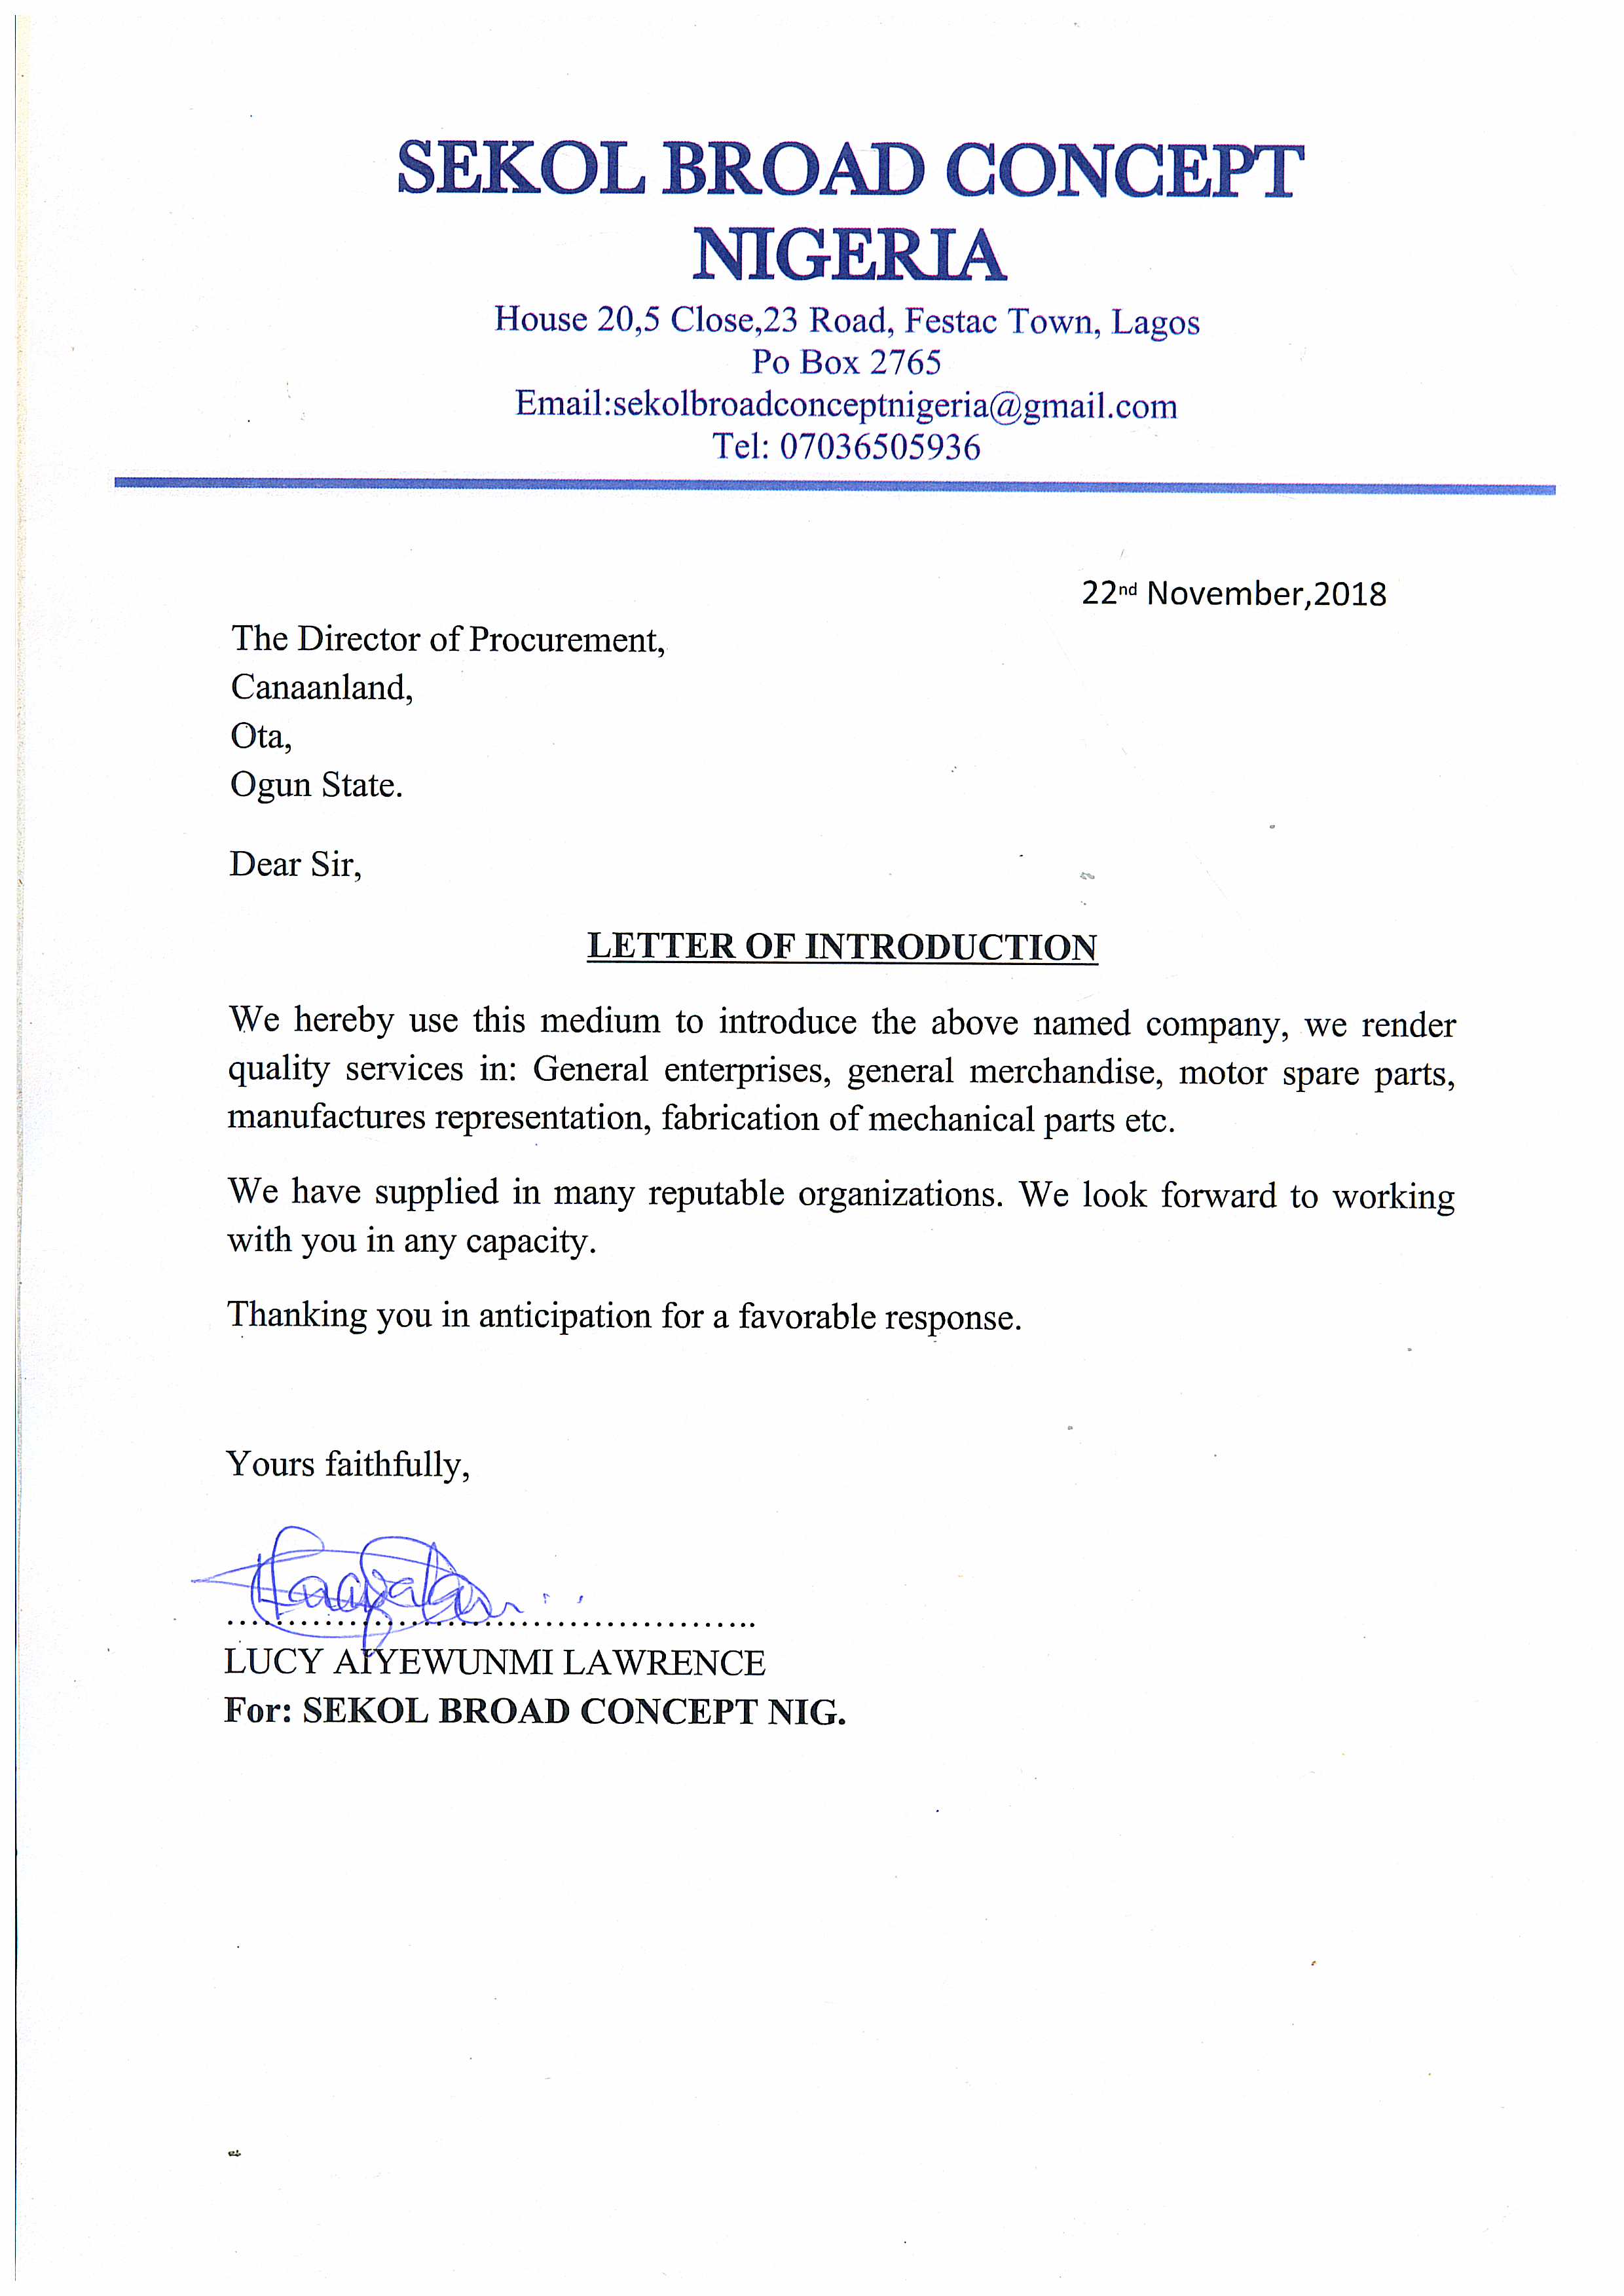 SEKOL BROAD CONCEPT
NIGERIA
House 20,5 Close,23 Road, Festac Town, Lagos
Po Box 2765
Email:sekolbroadconceptnigeria@gmail.com
Tel: 07036505936
22nd November,2018
The Director of Procurement,
Canaanland,
Ota,
Ogun State.
Dear Sir,
LETTER OF INTRODUCTION
We hereby use this medium to introduce the above named company, we render
quality services in: General enterprises, general merchandise, motor spare parts,
manufactures representation, fabrication of mechanical parts etc.
We have supplied in many reputable organizations. We look forward to working
with you in any capacity.
Thanking you in anticipation for a favorable response.
Yours faithfully,
LUCY AIYEWUNMI LAWRENCE
For: SEKOL BROAD CONCEPT NIG.